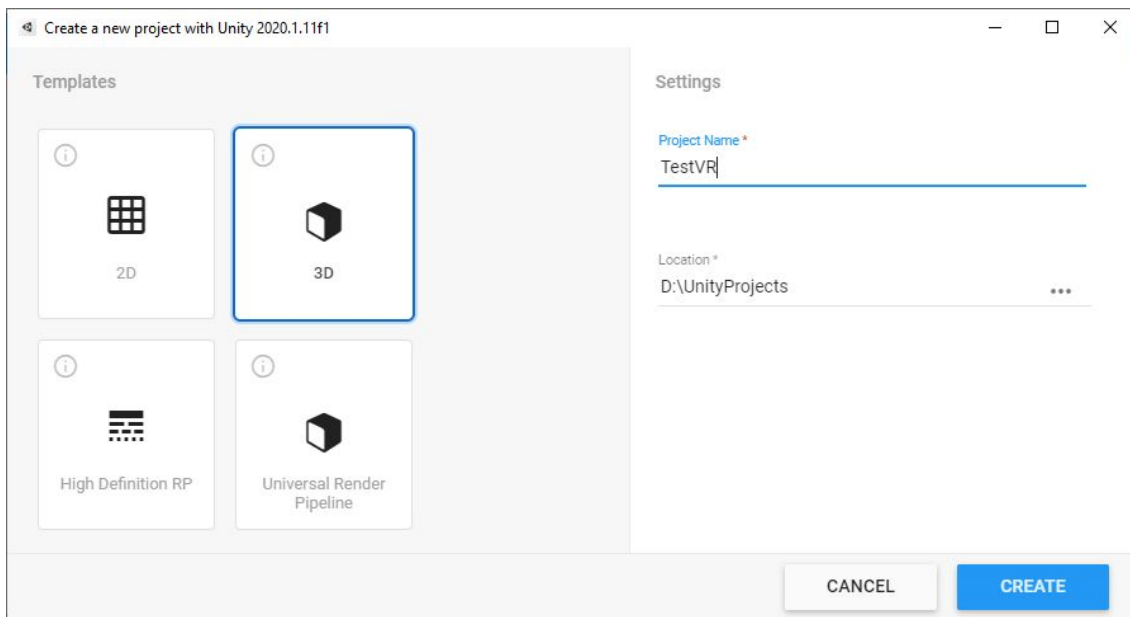 Create a new project with Unity 2020.1.11f1
Templates
2D
3D
High Definition RP
Universal Render
Pipeline
Settings
Project Name *
TestVR
Location *
D:\UnityProjects
CANCEL
CREATE